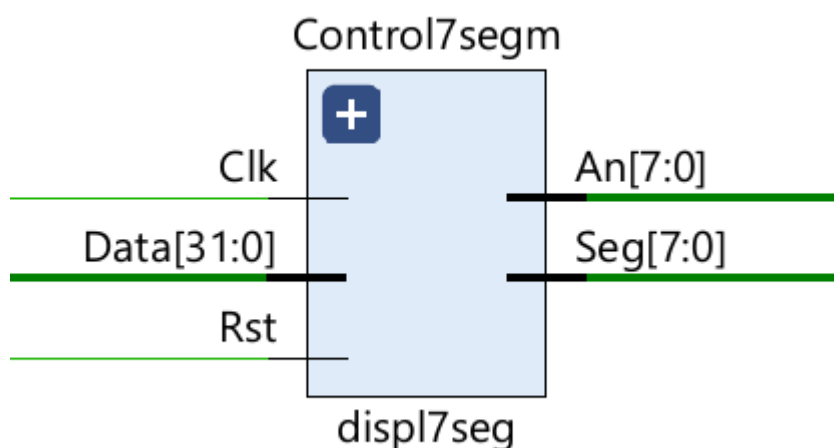 Control7segm
Clk
An[7:0]
Data[31:0]
Seg[7:0]
Rst
displ7seg